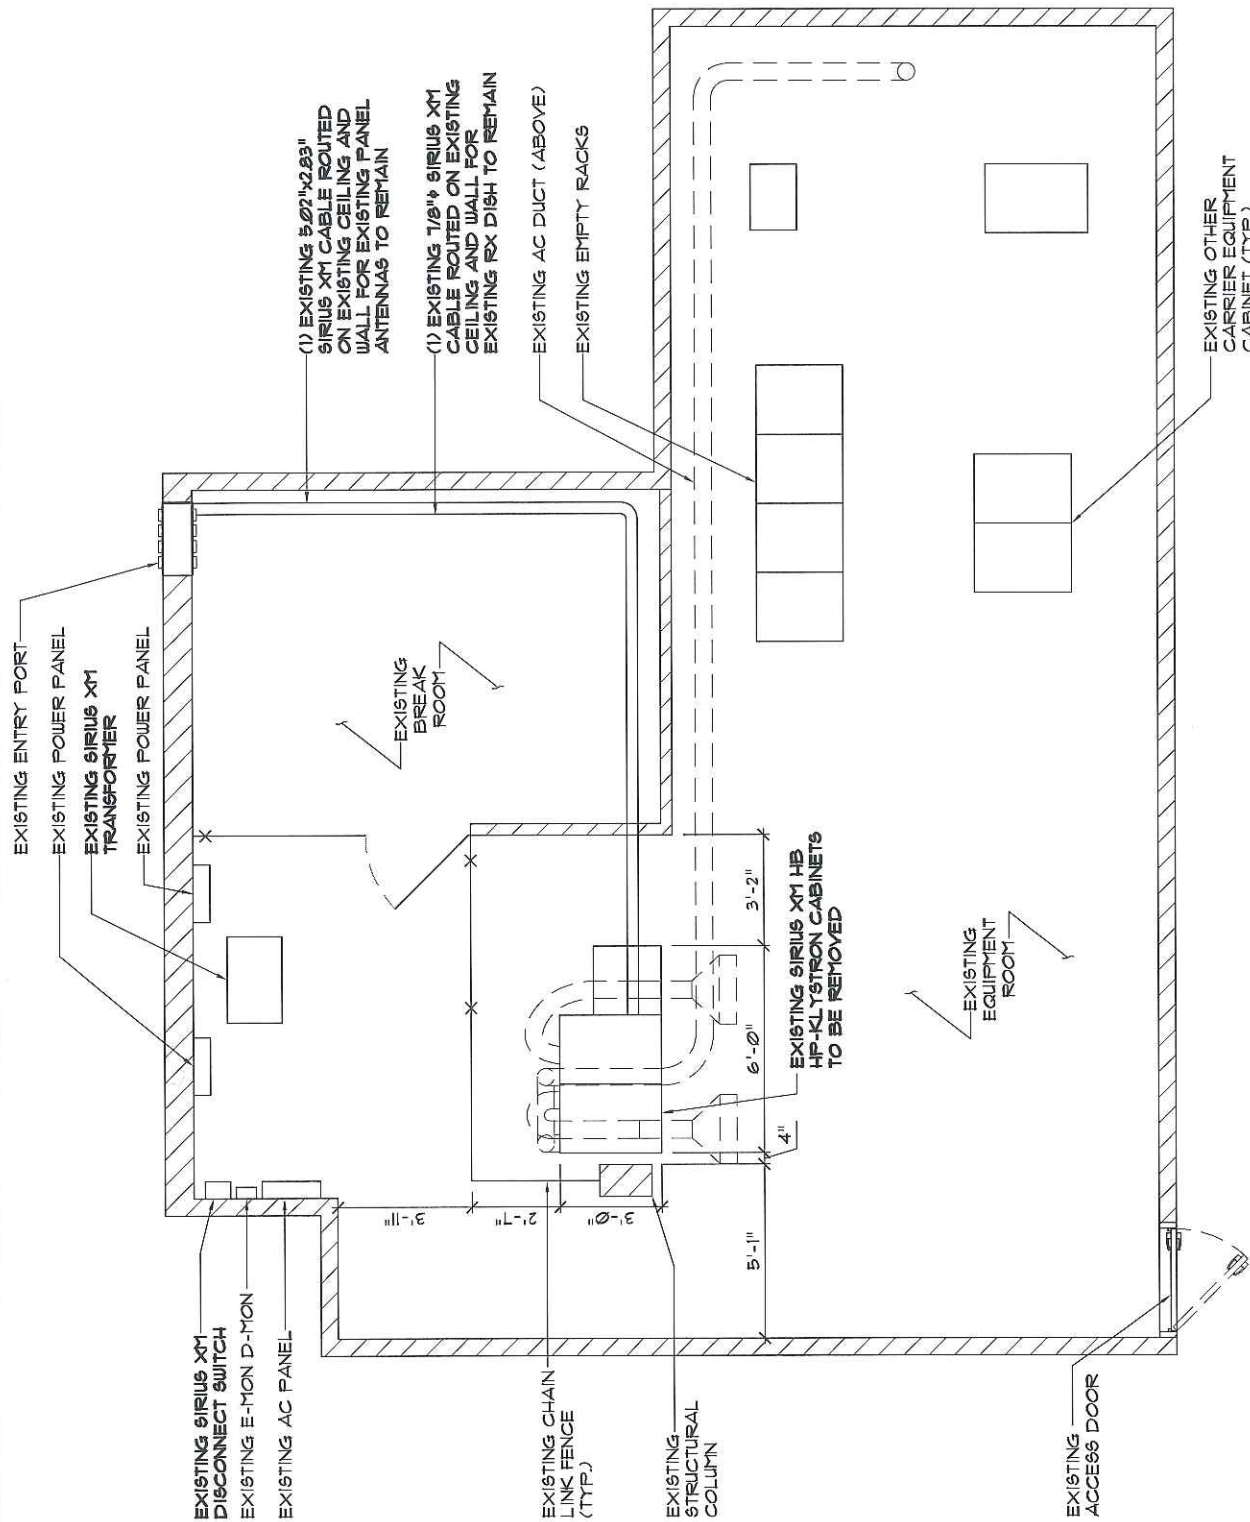 EXISTING ENTRY PORT
EXISTING POWER PANEL
EXISTING SIRIUS XM
TRANSFORMER
EXISTING POWER PANEL
(1) EXISTING 5.02"x2.83"
SIRIUS XM CABLE ROUTED
ON EXISTING CEILING AND
WALL FOR EXISTING PANEL
ANTENNAS TO REMAIN
(1) EXISTING 7/8"ϕ SIRIUS XM
CABLE ROUTED ON EXISTING
CEILING AND WALL FOR
EXISTING RX DISH TO REMAIN
EXISTING AC DUCT (ABOVE)
EXISTING EMPTY RACKS
EXISTING OTHER
CARRIER EQUIPMENT
CABINET (TYP.)
EXISTING
BREAK
ROOM
EXISTING SIRIUS XM HB
HP-KLYSTRON CABINETS
TO BE REMOVED
EXISTING
EQUIPMENT
ROOM
3'-2"
6'-0"
4"
5'-1"
3'-11"
2'-7"
3'-0"
EXISTING SIRIUS XM
DISCONNECT SWITCH
EXISTING E-MON D-MON
EXISTING AC PANEL
EXISTING CHAIN
LINK FENCE
(TYP.)
EXISTING
STRUCTURAL
COLUMN
EXISTING
ACCESS DOOR